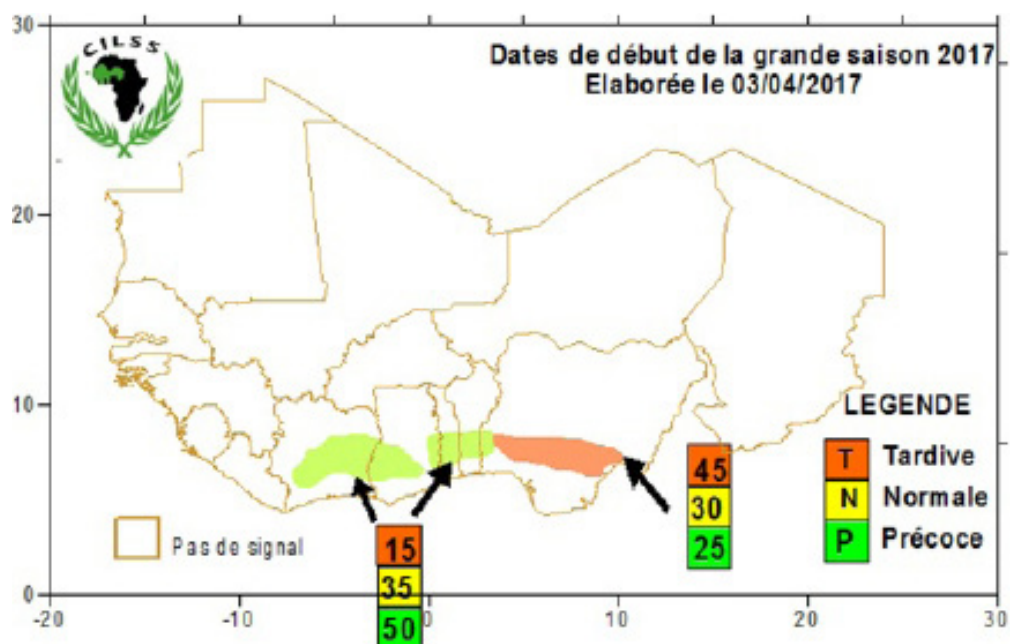 30
CILSS
Dates de début de la grande saison 2017
Elaborée le 03/04/2017
20
10
LEGENDE
T Tardive
N Normale
P Précoce
45
30
25
Pas de signal
15
35
50
0
-20 -10 0 10 20 30